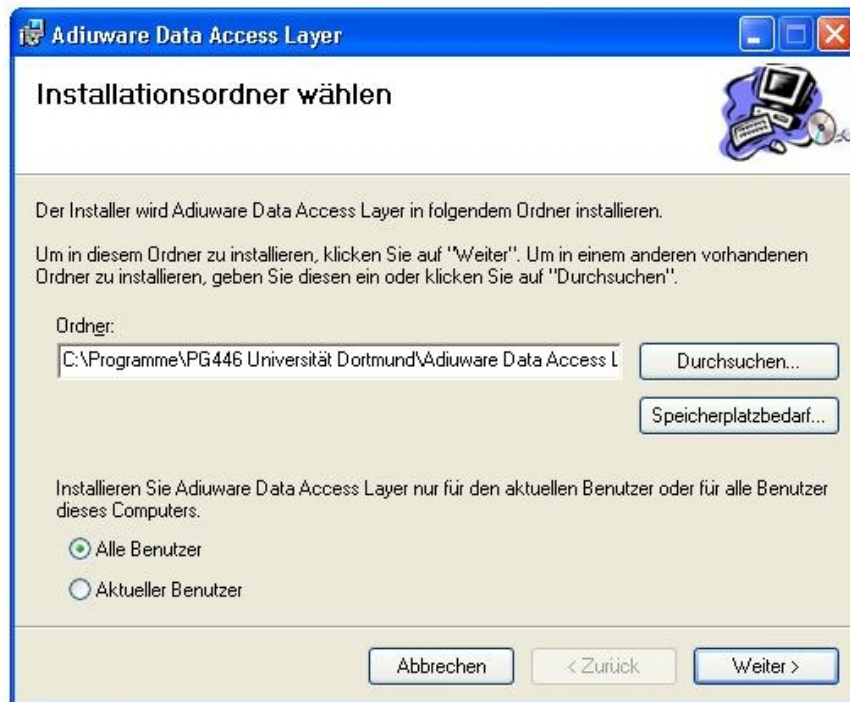 Adiuware Data Access Layer
Installationsordner wählen
Der Installer wird Adiuware Data Access Layer in folgendem Ordner installieren.
Um in diesem Ordner zu installieren, klicken Sie auf "Weiter". Um in einem anderen vorhandenen
Ordner zu installieren, geben Sie diesen ein oder klicken Sie auf "Durchsuchen".
Ordner:
C:\Programme\PG446 Universität Dortmund\Adiuware Data Access L
Durchsuchen...
Speicherplatzbedarf...
Installieren Sie Adiuware Data Access Layer nur für den aktuellen Benutzer oder für alle Benutzer
dieses Computers.
Alle Benutzer
Aktueller Benutzer
Abbrechen
< Zurück
Weiter >